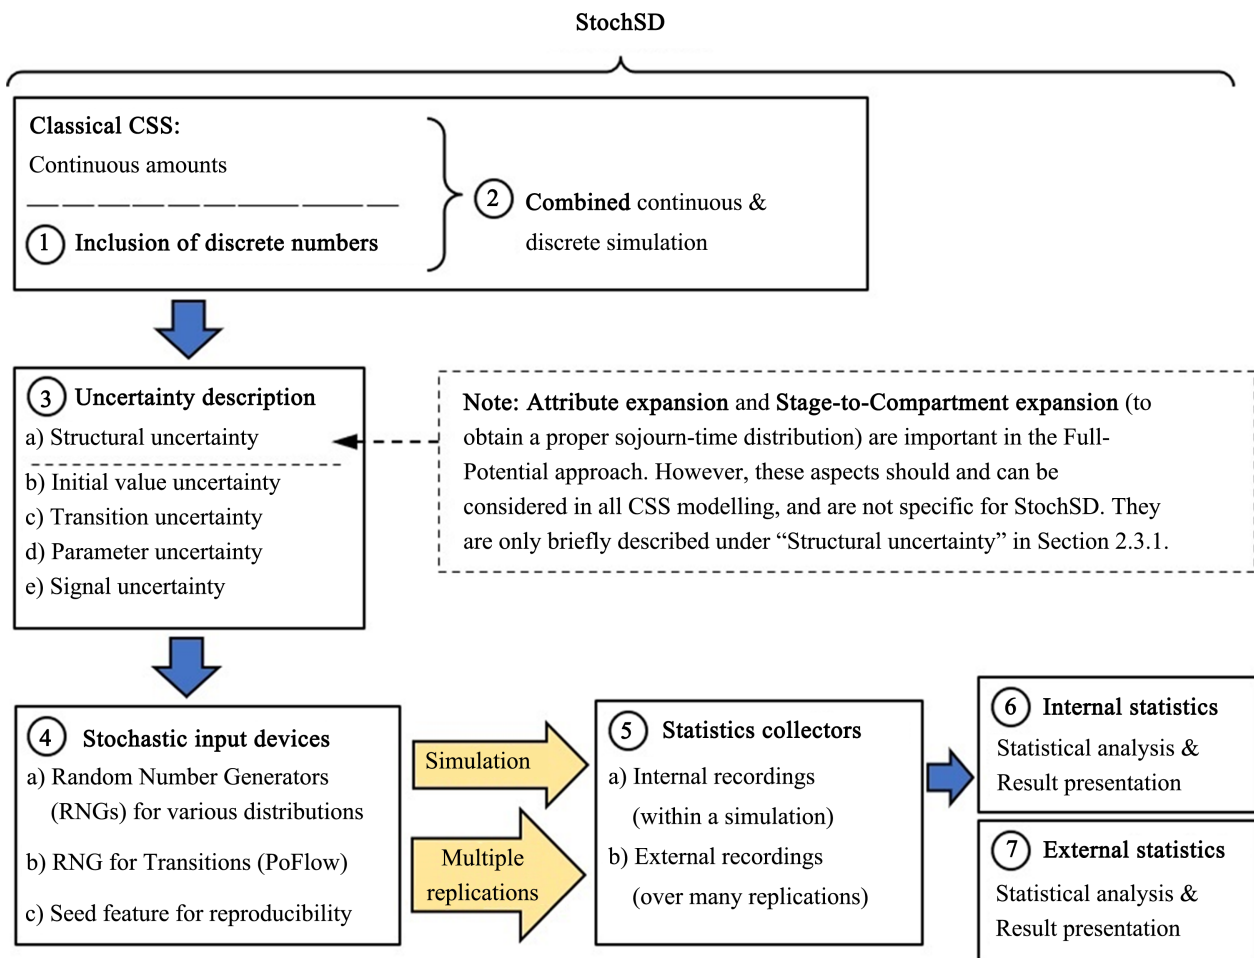 StochSD
Classical CSS:
Continuous amounts
1 Inclusion of discrete numbers
2 Combined continuous &
discrete simulation
3 Uncertainty description
a) Structural uncertainty
b) Initial value uncertainty
c) Transition uncertainty
d) Parameter uncertainty
e) Signal uncertainty
Note: Attribute expansion and Stage-to-Compartment expansion (to
obtain a proper sojourn-time distribution) are important in the Full-
Potential approach. However, these aspects should and can be
considered in all CSS modelling, and are not specific for StochSD. They
are only briefly described under “Structural uncertainty” in Section 2.3.1.
4 Stochastic input devices
a) Random Number Generators
(RNGs) for various distributions
b) RNG for Transitions (PoFlow)
c) Seed feature for reproducibility
Simulation
Multiple
replications
5 Statistics collectors
a) Internal recordings
(within a simulation)
b) External recordings
(over many replications)
6 Internal statistics
Statistical analysis &
Result presentation
7 External statistics
Statistical analysis &
Result presentation